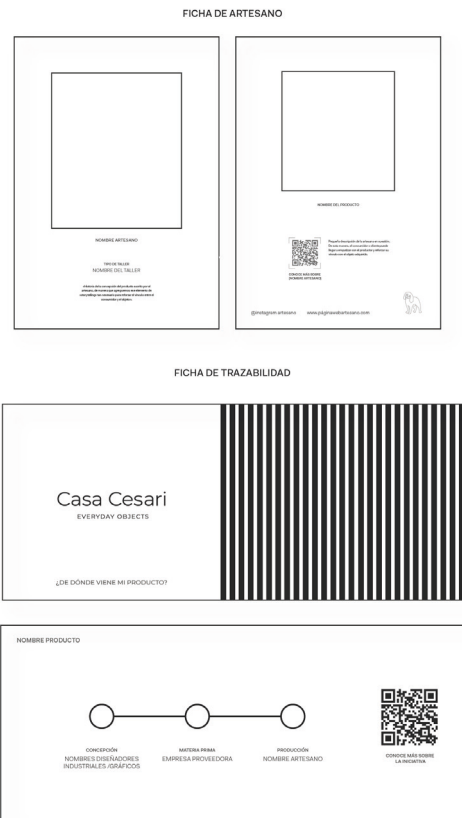 FICHA DE ARTESANO
NOMBRE ARTESANO
TIPO DE TALLER
NOMBRE DEL TALLER
NOMBRE DEL PRODUCTO
CONOCE MÁS SOBRE
(NOMBRE ARTESANO)
@instagram artesano www.páginawebartesano.com
FICHA DE TRAZABILIDAD
Casa Cesari
EVERYDAY OBJECTS
¿DE DÓNDE VIENE MI PRODUCTO?
NOMBRE PRODUCTO
CONCEPCIÓN
NOMBRES DISEÑADORES
INDUSTRIALES /GRÁFICOS
MATERIA PRIMA
EMPRESA PROVEEDORA
PRODUCCIÓN
NOMBRE ARTESANO
CONOCE MÁS SOBRE
LA INICIATIVA